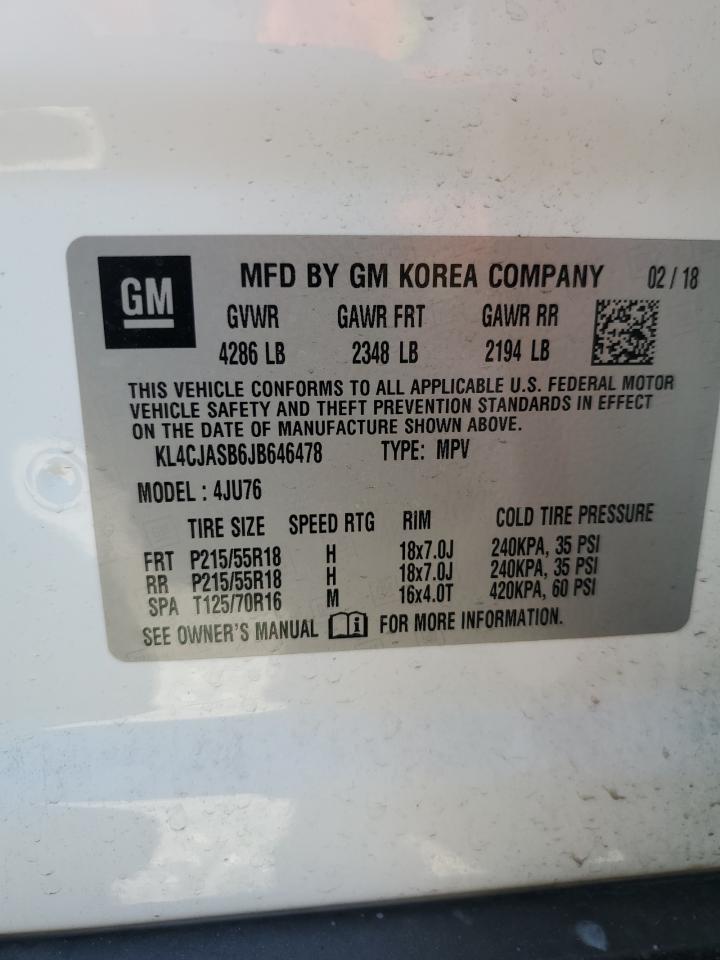 GM MFD BY GM KOREA COMPANY 02/18
GVWR GAWR FRT GAWR RR
4286 LB 2348 LB 2194 LB
THIS VEHICLE CONFORMS TO ALL APPLICABLE U.S. FEDERAL MOTOR
VEHICLE SAFETY AND THEFT PREVENTION STANDARDS IN EFFECT
ON THE DATE OF MANUFACTURE SHOWN ABOVE.
KL4CJASB6JB646478 TYPE: MPV
MODEL : 4JU76
TIRE SIZE SPEED RTG RIM COLD TIRE PRESSURE
FRT P215/55R18 H 18x7.0J 240KPA, 35 PSI
RR P215/55R18 H 18x7.0J 240KPA, 35 PSI
SPA T125/70R16 M 16x4.0T 420KPA, 60 PSI
SEE OWNER'S MANUAL i FOR MORE INFORMATION.